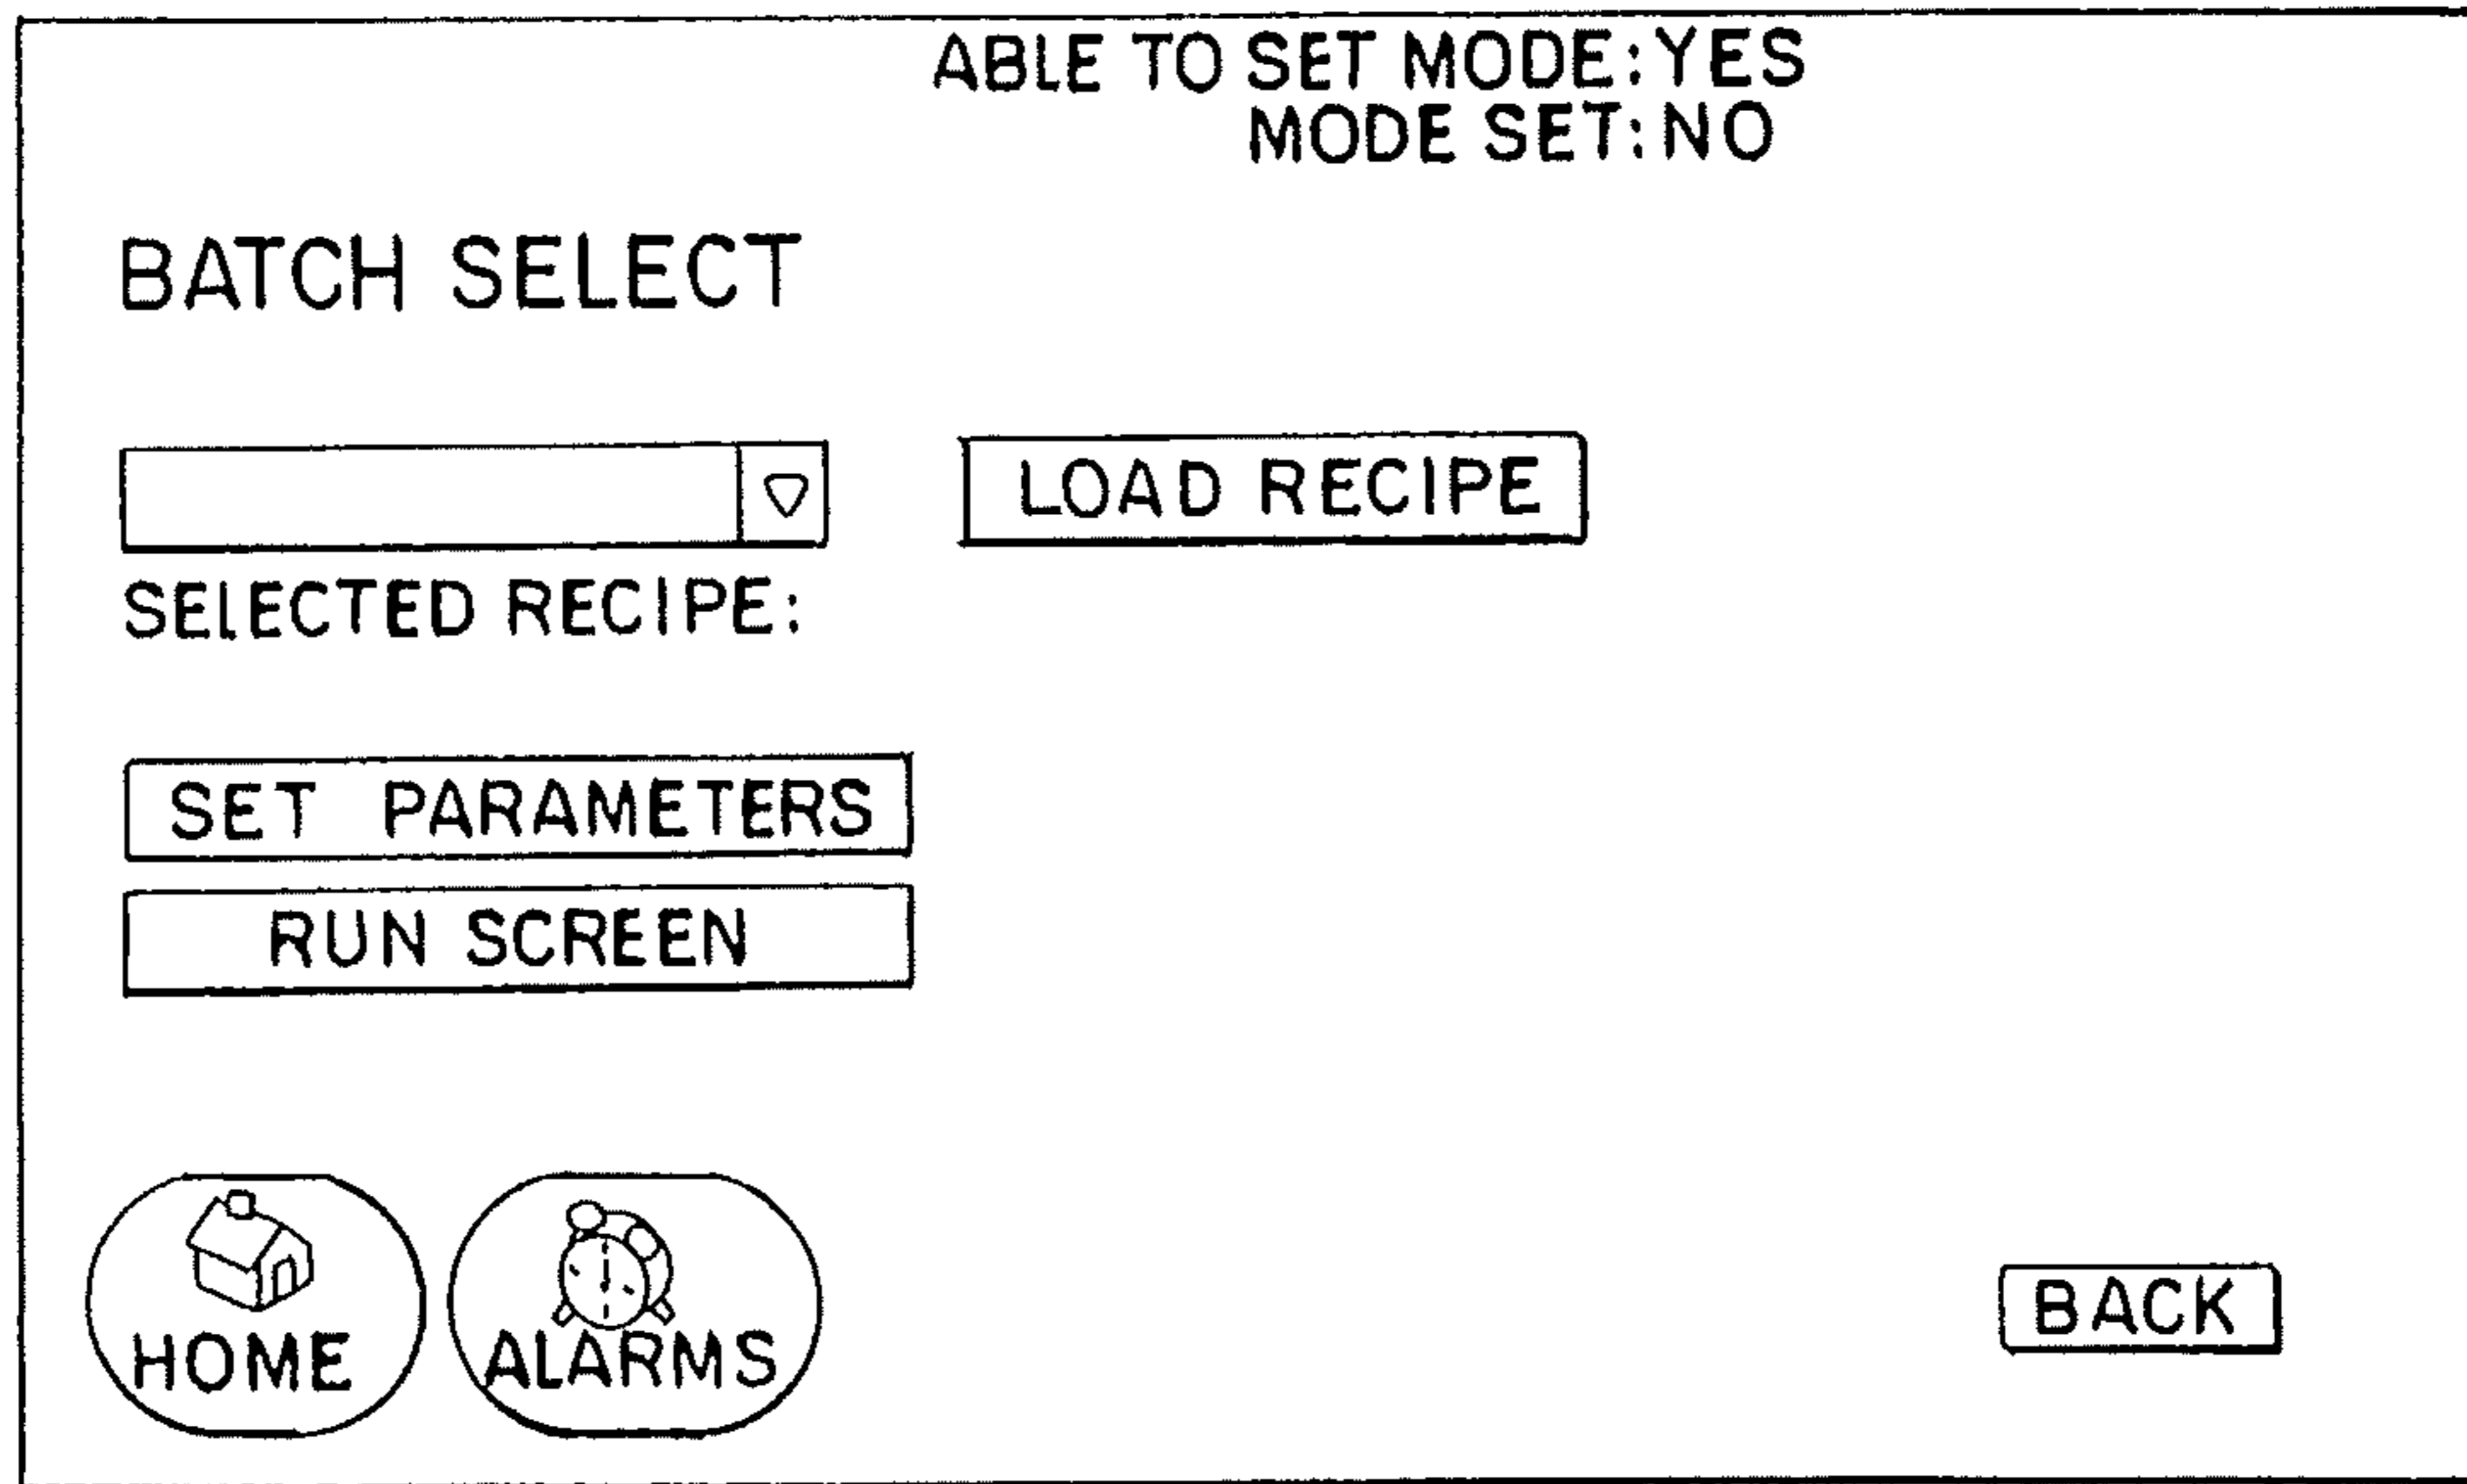 ABLE TO SET MODE:YES
MODE SET:NO
BATCH SELECT
LOAD RECIPE
SELECTED RECIPE:
SET PARAMETERS
RUN SCREEN
HOME
ALARMS
BACK